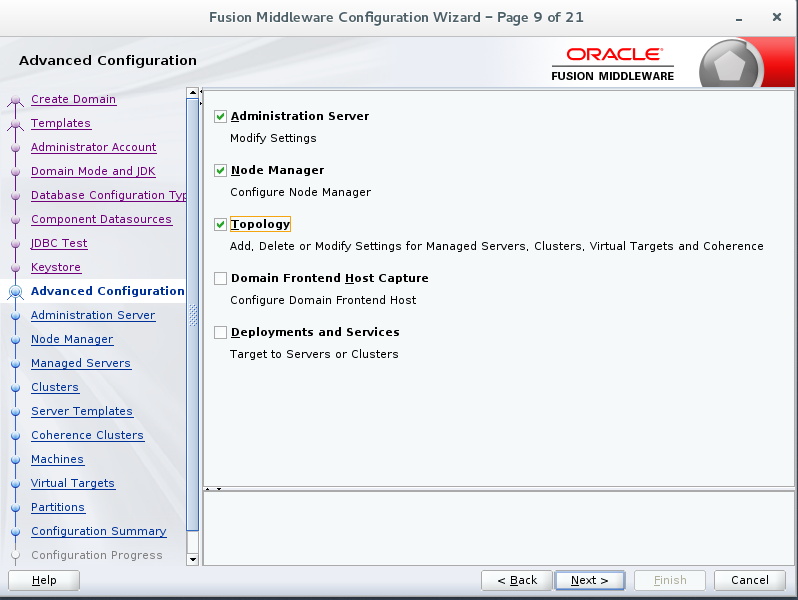 Fusion Middleware Configuration Wizard – Page 9 of 21
Advanced Configuration
ORACLE
FUSION MIDDLEWARE
Create Domain
Templates
Administrator Account
Domain Mode and JDK
Database Configuration Typ
Component Datasources
JDBC Test
Keystore
Advanced Configuration
Administration Server
Node Manager
Managed Servers
Clusters
Server Templates
Coherence Clusters
Machines
Virtual Targets
Partitions
Configuration Summary
Configuration Progress
Administration Server
Modify Settings
Node Manager
Configure Node Manager
Topology
Add, Delete or Modify Settings for Managed Servers, Clusters, Virtual Targets and Coherence
Domain Frontend Host Capture
Configure Domain Frontend Host
Deployments and Services
Target to Servers or Clusters
Help
< Back
Next >
Finish
Cancel